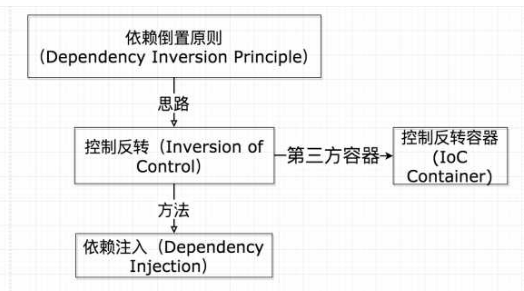 依赖倒置原则
（Dependency Inversion Principle）
思路
控制反转（Inversion of
Control）
第三方容器
控制反转容器
(IoC
Container)
方法
依赖注入（Dependency
Injection）